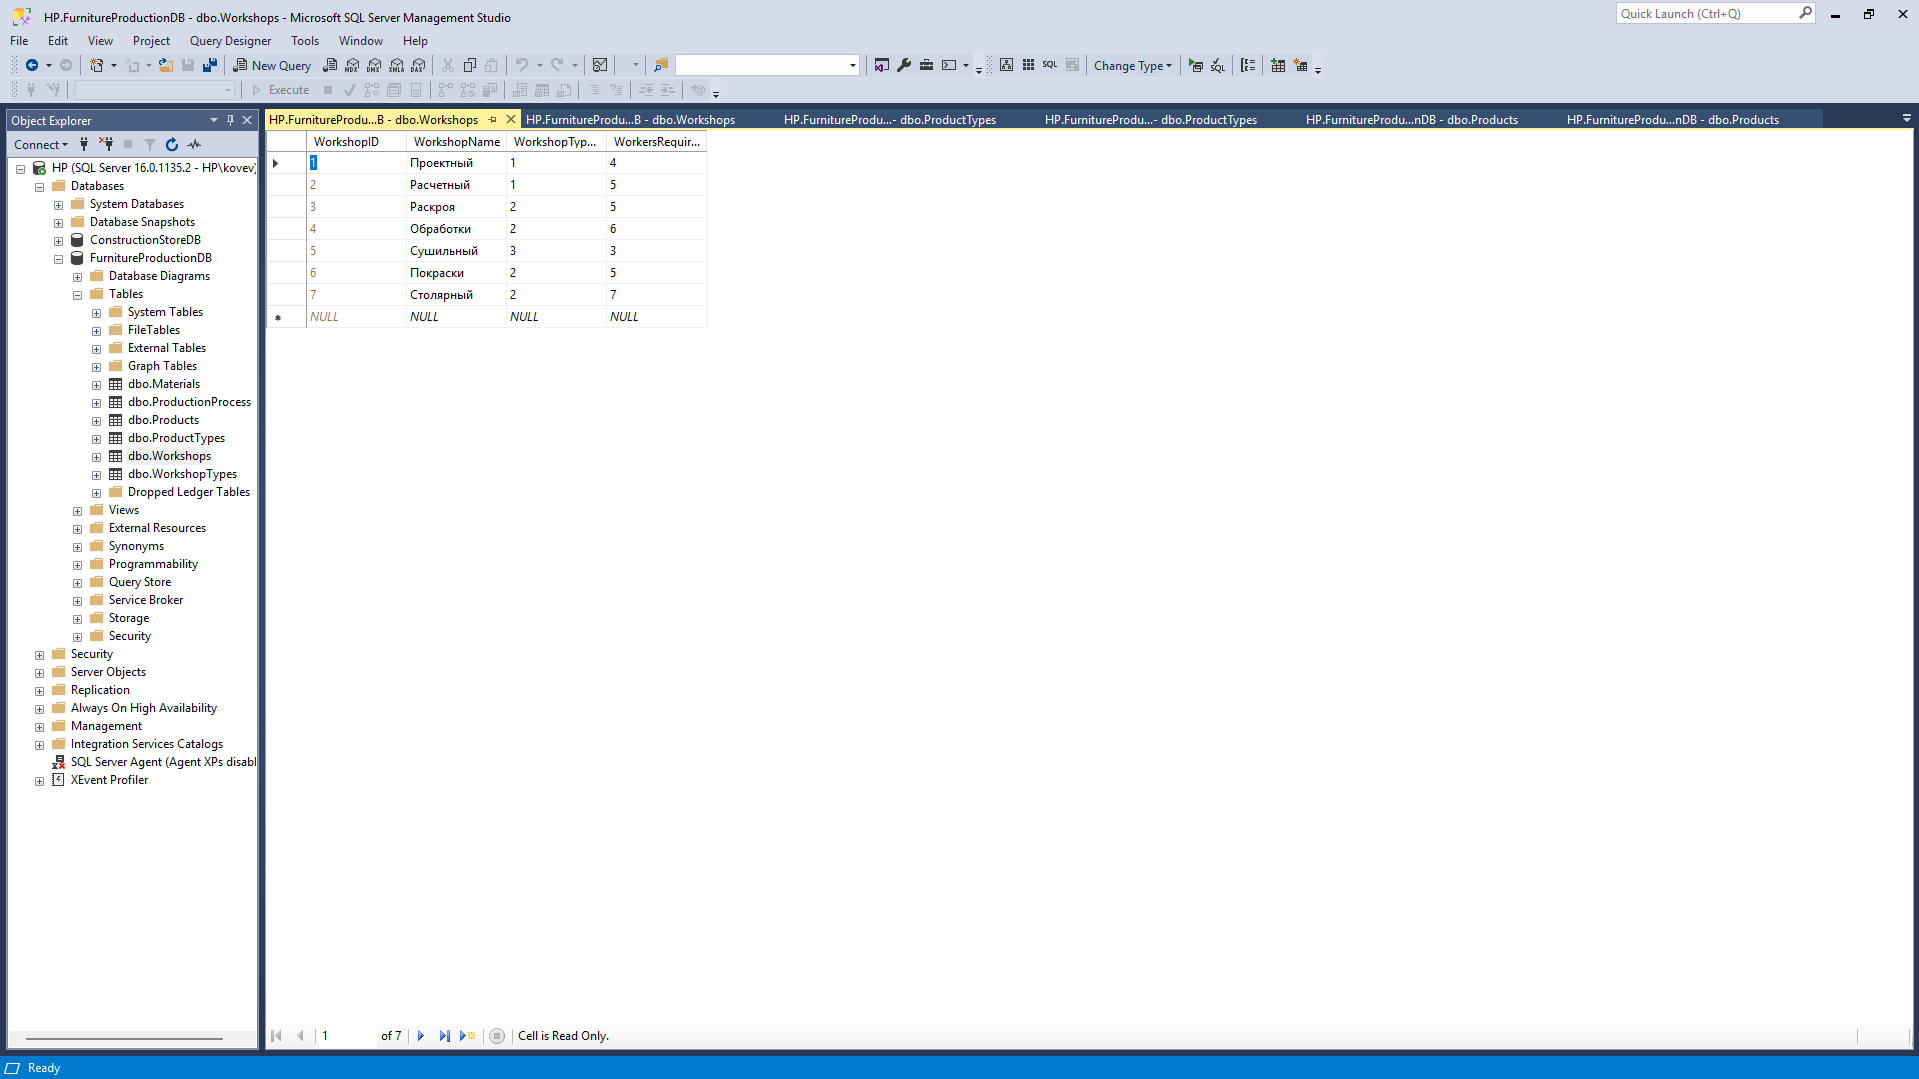 HP.FurnitureProductionDB - dbo.Workshops - Microsoft SQL Server Management Studio
Quick Launch (Ctrl+Q)
File Edit View Project Query Designer Tools Window Help
New Query MDX DMX XMLA DAX SQL Change Type
Execute
Object Explorer
HP.FurnitureProdu...B - dbo.Workshops HP.FurnitureProdu...B - dbo.Workshops HP.FurnitureProdu...- dbo.ProductTypes HP.FurnitureProdu...- dbo.ProductTypes HP.FurnitureProdu...nDB - dbo.Products HP.FurnitureProdu...nDB - dbo.Products
Connect
HP (SQL Server 16.0.1135.2 - HP\kovev)
Databases
System Databases
Database Snapshots
ConstructionStoreDB
FurnitureProductionDB
Database Diagrams
Tables
System Tables
FileTables
External Tables
Graph Tables
dbo.Materials
dbo.ProductionProcess
dbo.Products
dbo.ProductTypes
dbo.Workshops
dbo.WorkshopTypes
Dropped Ledger Tables
Views
External Resources
Synonyms
Programmability
Query Store
Service Broker
Storage
Security
Security
Server Objects
Replication
Always On High Availability
Management
Integration Services Catalogs
SQL Server Agent (Agent XPs disabl
XEvent Profiler
WorkshopID WorkshopName WorkshopTyp... WorkersRequir...
1 Проектный 1 4
2 Расчетный 1 5
3 Раскроя 2 5
4 Обработки 2 6
5 Сушильный 3 3
6 Покраски 2 5
7 Столярный 2 7
NULL NULL NULL NULL
1 of 7 Cell is Read Only.
Ready